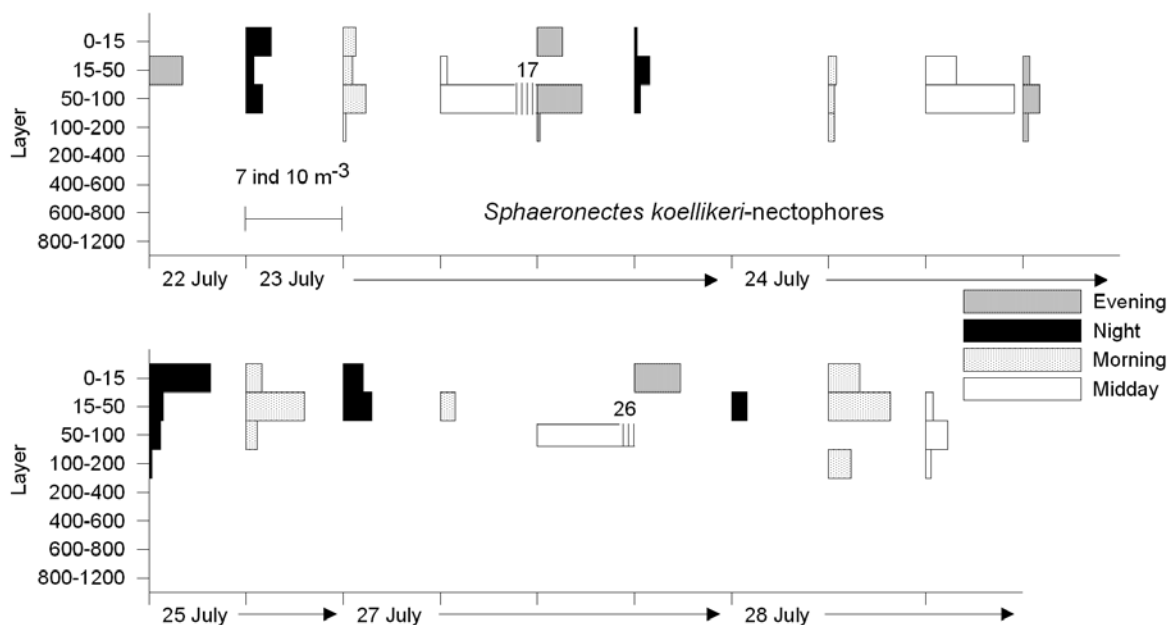 0-15
15-50
50-100
100-200
200-400
400-600
600-800
800-1200
Layer
17
7 ind 10 m-3
Sphaeronectes koellikeri-nectophores
22 July 23 July 24 July
Evening
Night
Morning
Midday
0-15
15-50
50-100
100-200
200-400
400-600
600-800
800-1200
Layer
26
25 July 27 July 28 July